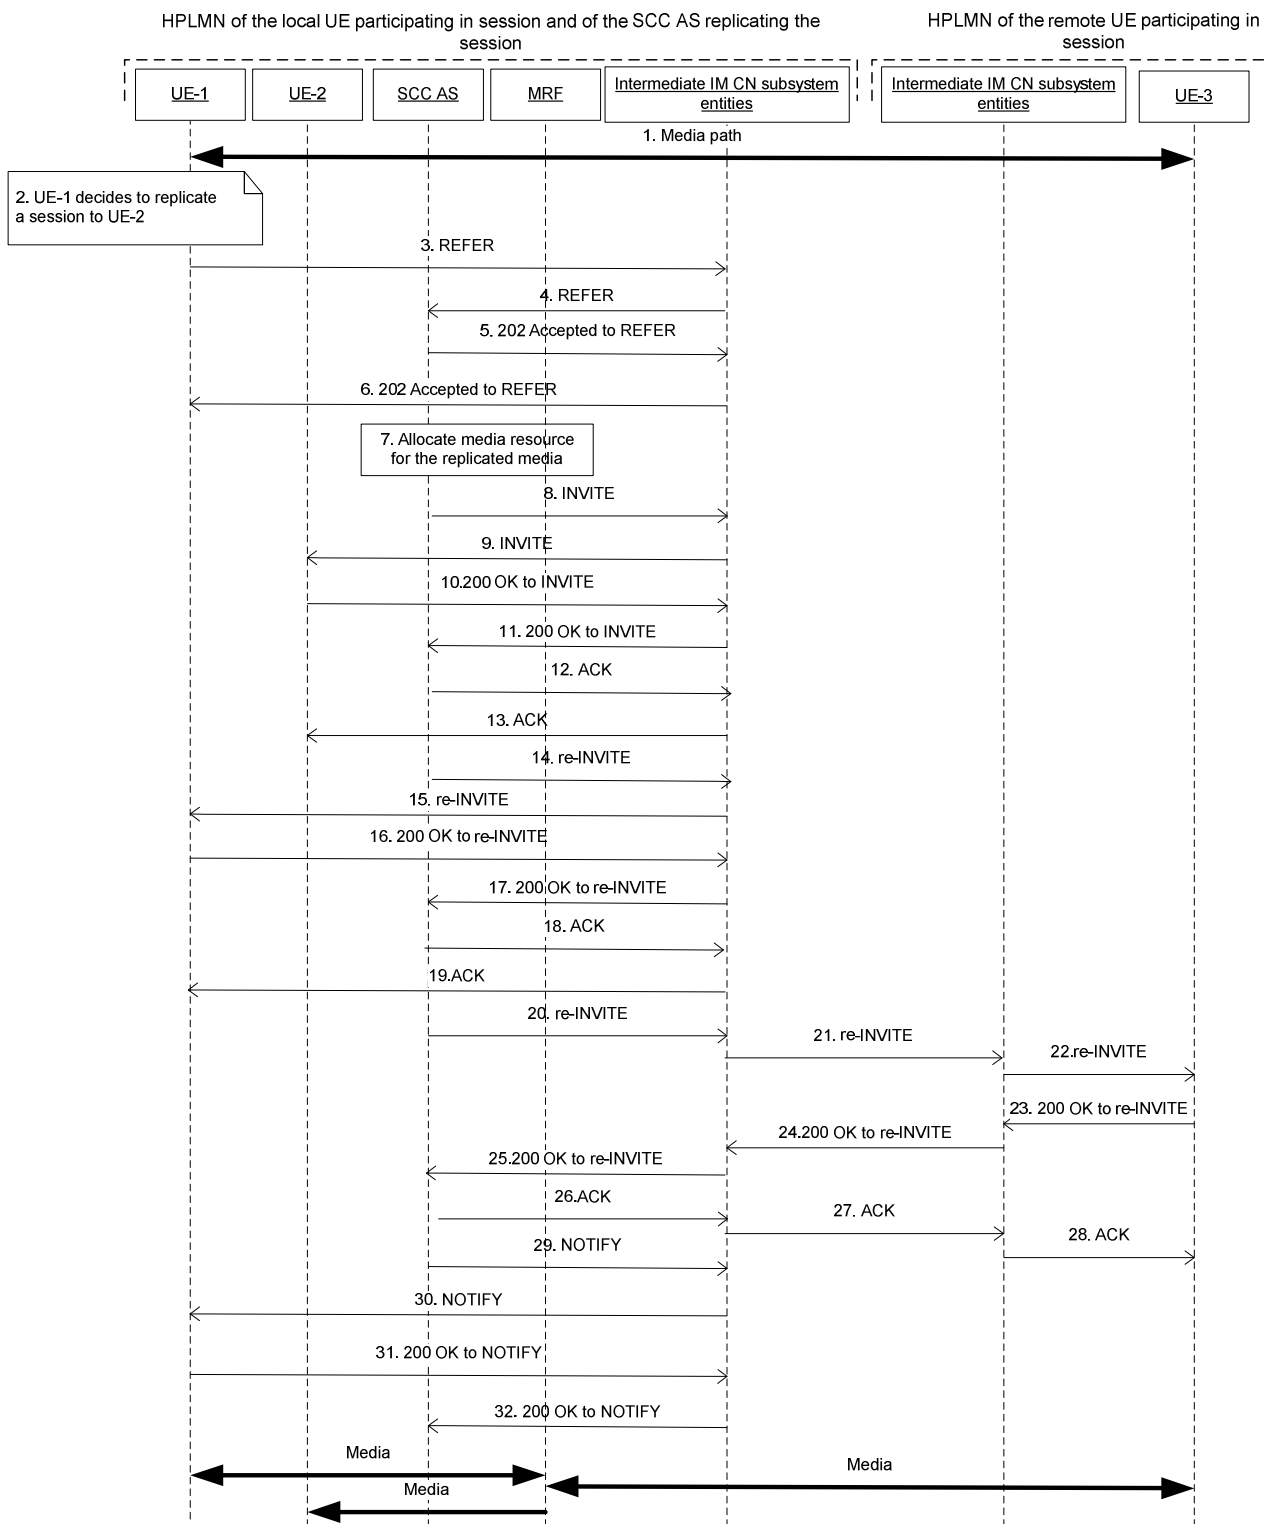 HPLMN of the local UE participating in session and of the SCC AS replicating the
session
HPLMN of the remote UE participating in
session
UE-1
UE-2
SCC AS
MRF
Intermediate IM CN subsystem
entities
Intermediate IM CN subsystem
entities
UE-3
1. Media path
2. UE-1 decides to replicate
a session to UE-2
3. REFER
4. REFER
5. 202 Accepted to REFER
6. 202 Accepted to REFER
7. Allocate media resource
for the replicated media
8. INVITE
9. INVITE
10.200 OK to INVITE
11. 200 OK to INVITE
12. ACK
13. ACK
14. re-INVITE
15. re-INVITE
16. 200 OK to re-INVITE
17. 200 OK to re-INVITE
18. ACK
19.ACK
20. re-INVITE
21. re-INVITE
22.re-INVITE
23. 200 OK to re-INVITE
24.200 OK to re-INVITE
25.200 OK to re-INVITE
26.ACK
27. ACK
28. ACK
29. NOTIFY
30. NOTIFY
31. 200 OK to NOTIFY
32. 200 OK to NOTIFY
Media
Media
Media